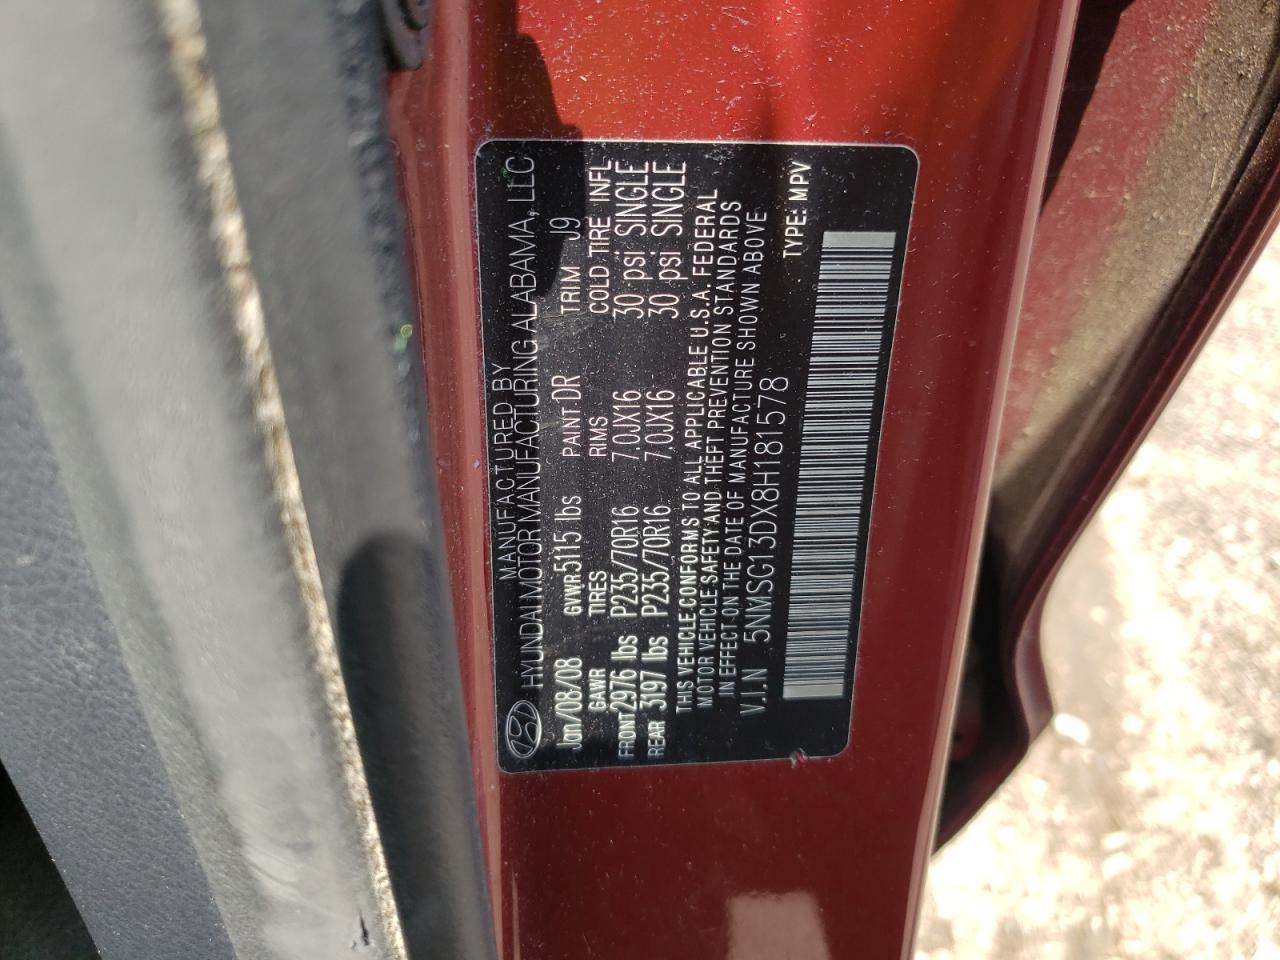 MANUFACTURED BY
HYUNDAI MOTOR MANUFACTURING ALABAMA, LLC
Jan/08/08 GVWR 5115 lbs PAINT DR TRIM J9
GAWR TIRES RMS COLD TIRE INFL
FRONT 2976 lbs P235/70R16 7.0JX16 30 psi SINGLE
REAR 3197 lbs P235/70R16 7.0JX16 30 psi SINGLE
THIS VEHICLE CONFORMS TO ALL APPLICABLE U.S.A. FEDERAL
MOTOR VEHICLE SAFETY AND THEFT PREVENTION STANDARDS
IN EFFECT ON THE DATE OF MANUFACTURE SHOWN ABOVE
V.I.N 5NMSG13DX8H181578
TYPE: MPV